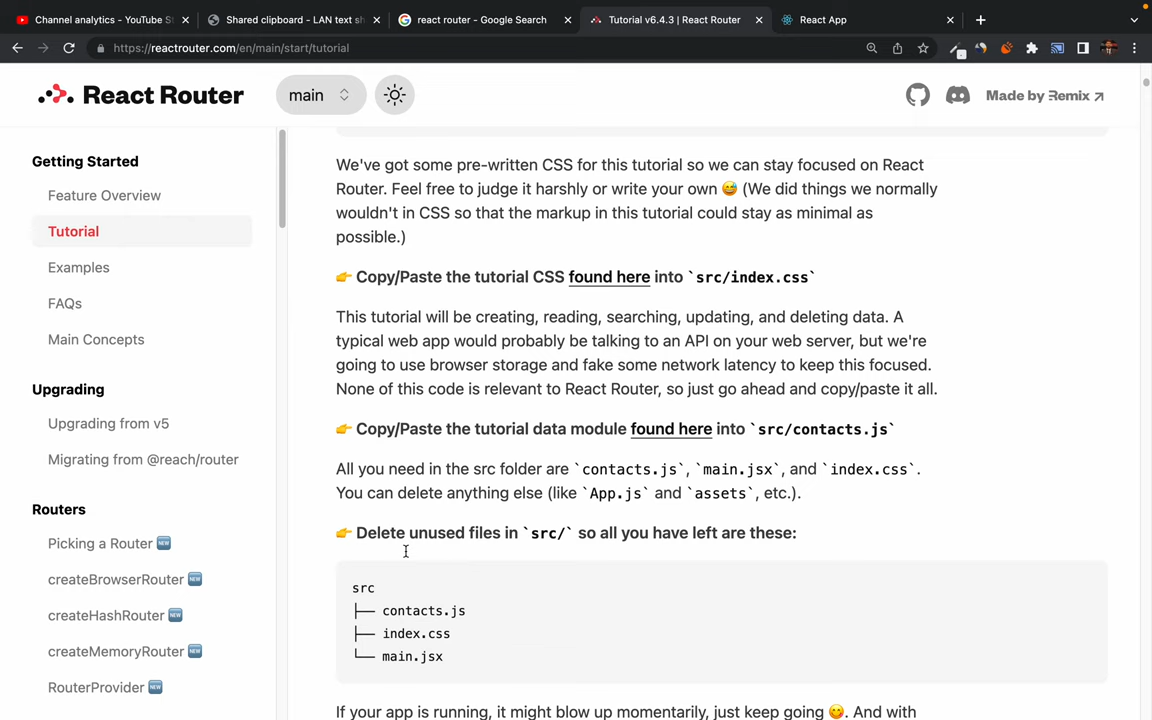 Channel analytics - YouTube St
Shared clipboard - LAN text sh
react router - Google Search
Tutorial v6.4.3 | React Router
React App
https://reactrouter.com/en/main/start/tutorial
React Router
main
Made by Remix ↗
Getting Started
Feature Overview
Tutorial
Examples
FAQs
Main Concepts
Upgrading
Upgrading from v5
Migrating from @reach/router
Routers
Picking a Router 🆕
createBrowserRouter 🆕
createHashRouter 🆕
createMemoryRouter 🆕
RouterProvider 🆕
We've got some pre-written CSS for this tutorial so we can stay focused on React
Router. Feel free to judge it harshly or write your own 😅 (We did things we normally
wouldn't in CSS so that the markup in this tutorial could stay as minimal as
possible.)
👉 Copy/Paste the tutorial CSS found here into `src/index.css`
This tutorial will be creating, reading, searching, updating, and deleting data. A
typical web app would probably be talking to an API on your web server, but we're
going to use browser storage and fake some network latency to keep this focused.
None of this code is relevant to React Router, so just go ahead and copy/paste it all.
👉 Copy/Paste the tutorial data module found here into `src/contacts.js`
All you need in the src folder are `contacts.js`, `main.jsx`, and `index.css`.
You can delete anything else (like `App.js` and `assets`, etc.).
👉 Delete unused files in `src/` so all you have left are these:
src
├── contacts.js
├── index.css
└── main.jsx
If your app is running, it might blow up momentarily, just keep going 😋. And with